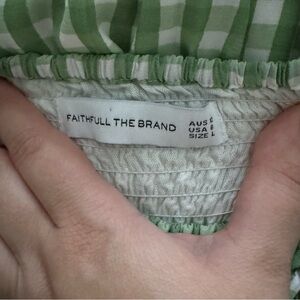 FAITHFULL THE BRAND
AUS
USA
SIZE L